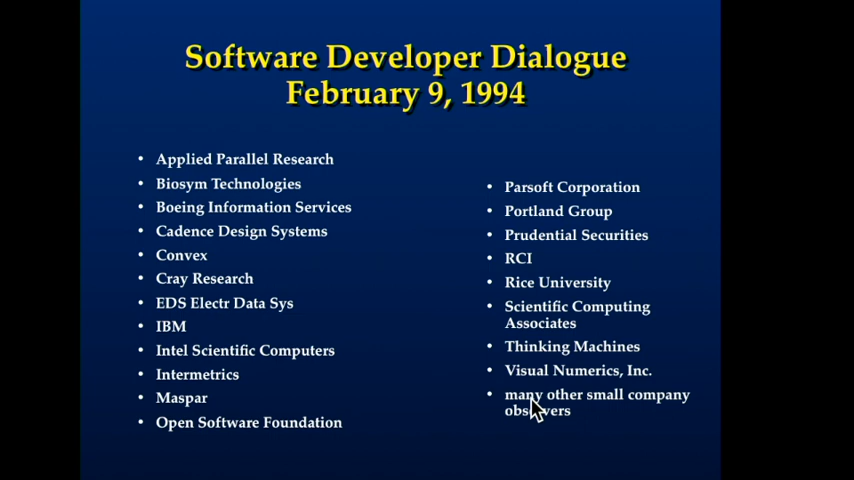 Software Developer Dialogue
February 9, 1994
• Applied Parallel Research
• Biosym Technologies
• Boeing Information Services
• Cadence Design Systems
• Convex
• Cray Research
• EDS Electr Data Sys
• IBM
• Intel Scientific Computers
• Intermetrics
• Maspar
• Open Software Foundation
• Parsoft Corporation
• Portland Group
• Prudential Securities
• RCI
• Rice University
• Scientific Computing
Associates
• Thinking Machines
• Visual Numerics, Inc.
• many other small company
observers